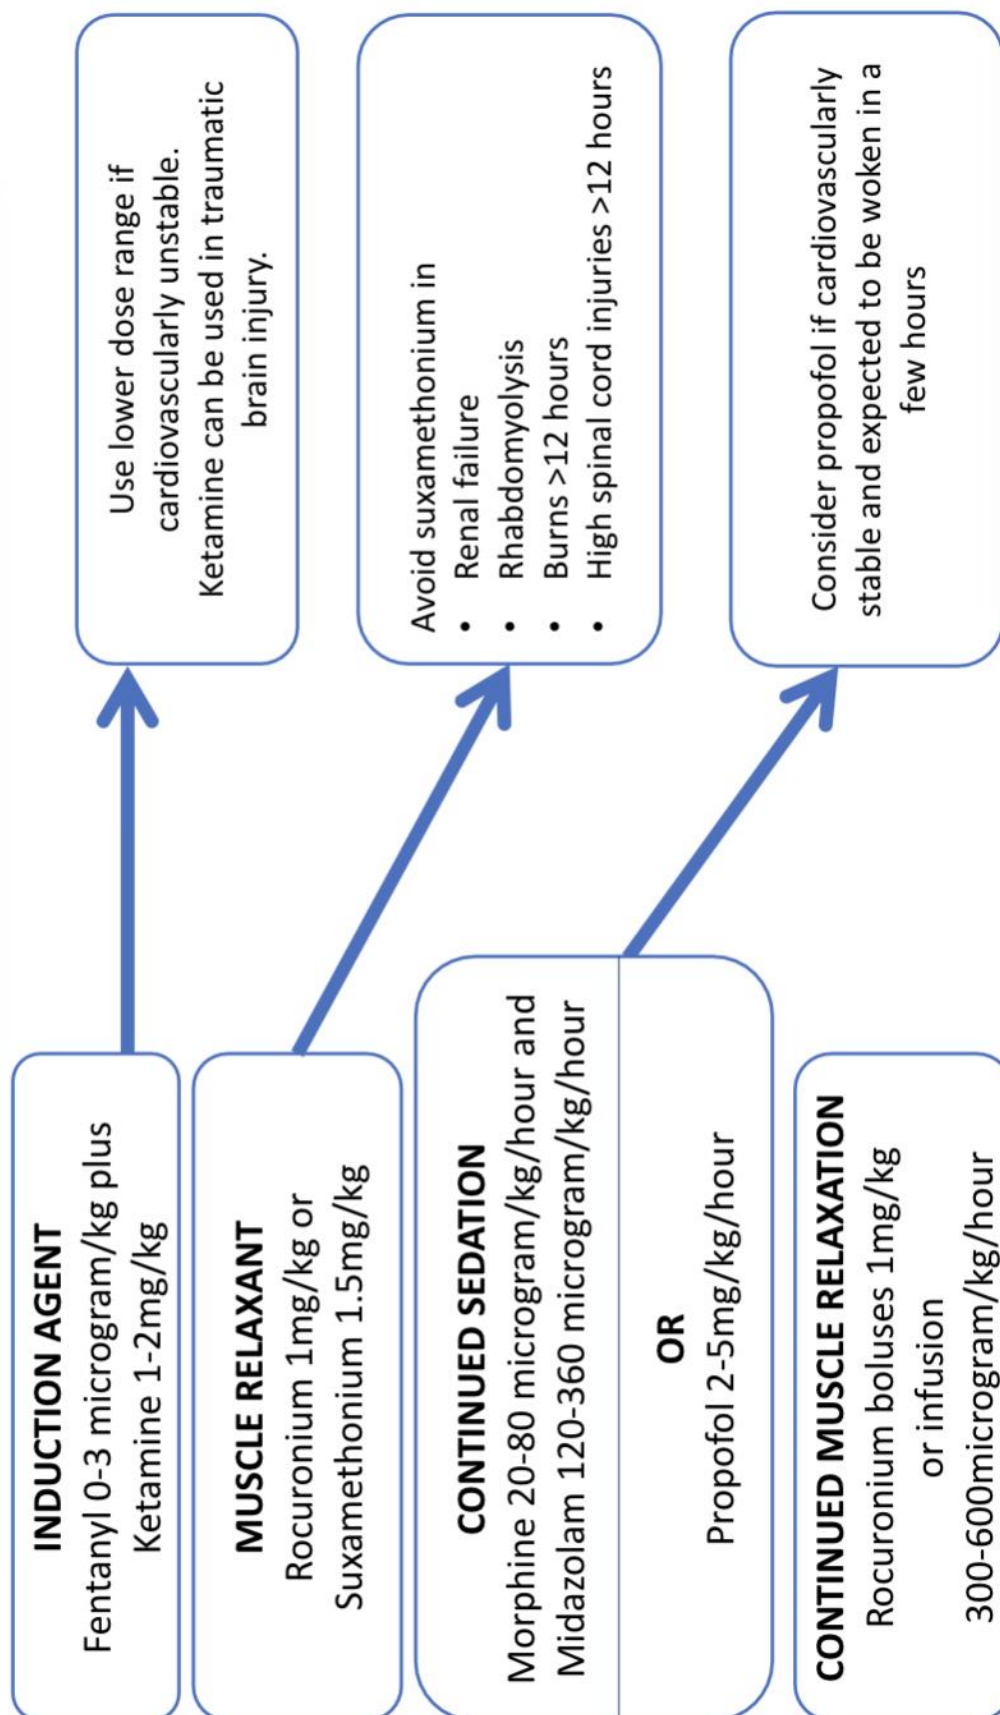 INDUCTION AGENT
Fentanyl 0-3 microgram/kg plus
Ketamine 1-2mg/kg
Use lower dose range if
cardiovascularly unstable.
Ketamine can be used in traumatic
brain injury.
MUSCLE RELAXANT
Rocuronium 1mg/kg or
Suxamethonium 1.5mg/kg
Avoid suxamethonium in
• Renal failure
• Rhabdomyolysis
• Burns >12 hours
• High spinal cord injuries >12 hours
CONTINUED SEDATION
Morphine 20-80 microgram/kg/hour and
Midazolam 120-360 microgram/kg/hour
OR
Propofol 2-5mg/kg/hour
Consider propofol if cardiovascularly
stable and expected to be woken in a
few hours
CONTINUED MUSCLE RELAXATION
Rocuronium boluses 1mg/kg
or infusion
300-600microgram/kg/hour